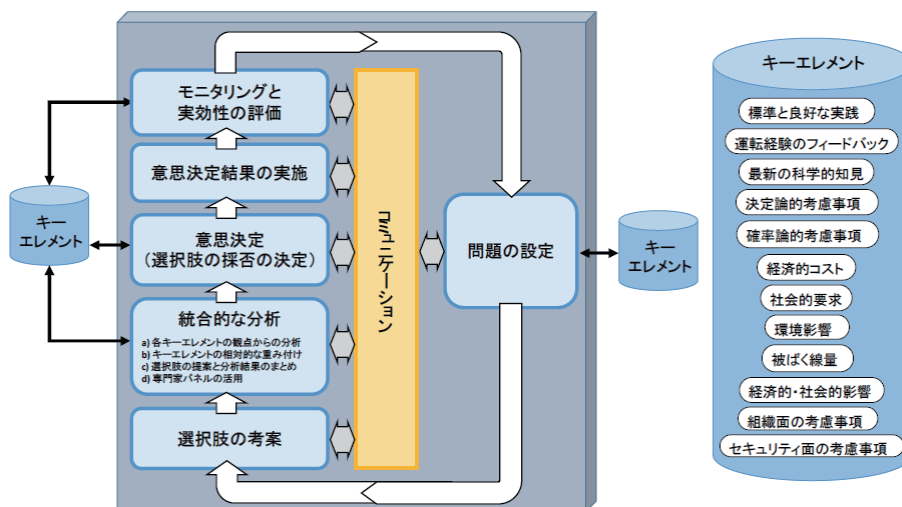 キー
エレメント
モニタリングと
実効性の評価
意思決定結果の実施
意思決定
（選択肢の採否の決定）
統合的な分析
a) 各キーエレメントの観点からの分析
b) キーエレメントの相対的な重み付け
c) 選択肢の提案と分析結果のまとめ
d) 専門家パネルの活用
選択肢の考案
コミュニケーション
問題の設定
キー
エレメント
キーエレメント
標準と良好な実践
運転経験のフィードバック
最新の科学的知見
決定論的考慮事項
確率論的考慮事項
経済的コスト
社会的要求
環境影響
被ばく線量
経済的・社会的影響
組織面の考慮事項
セキュリティ面の考慮事項